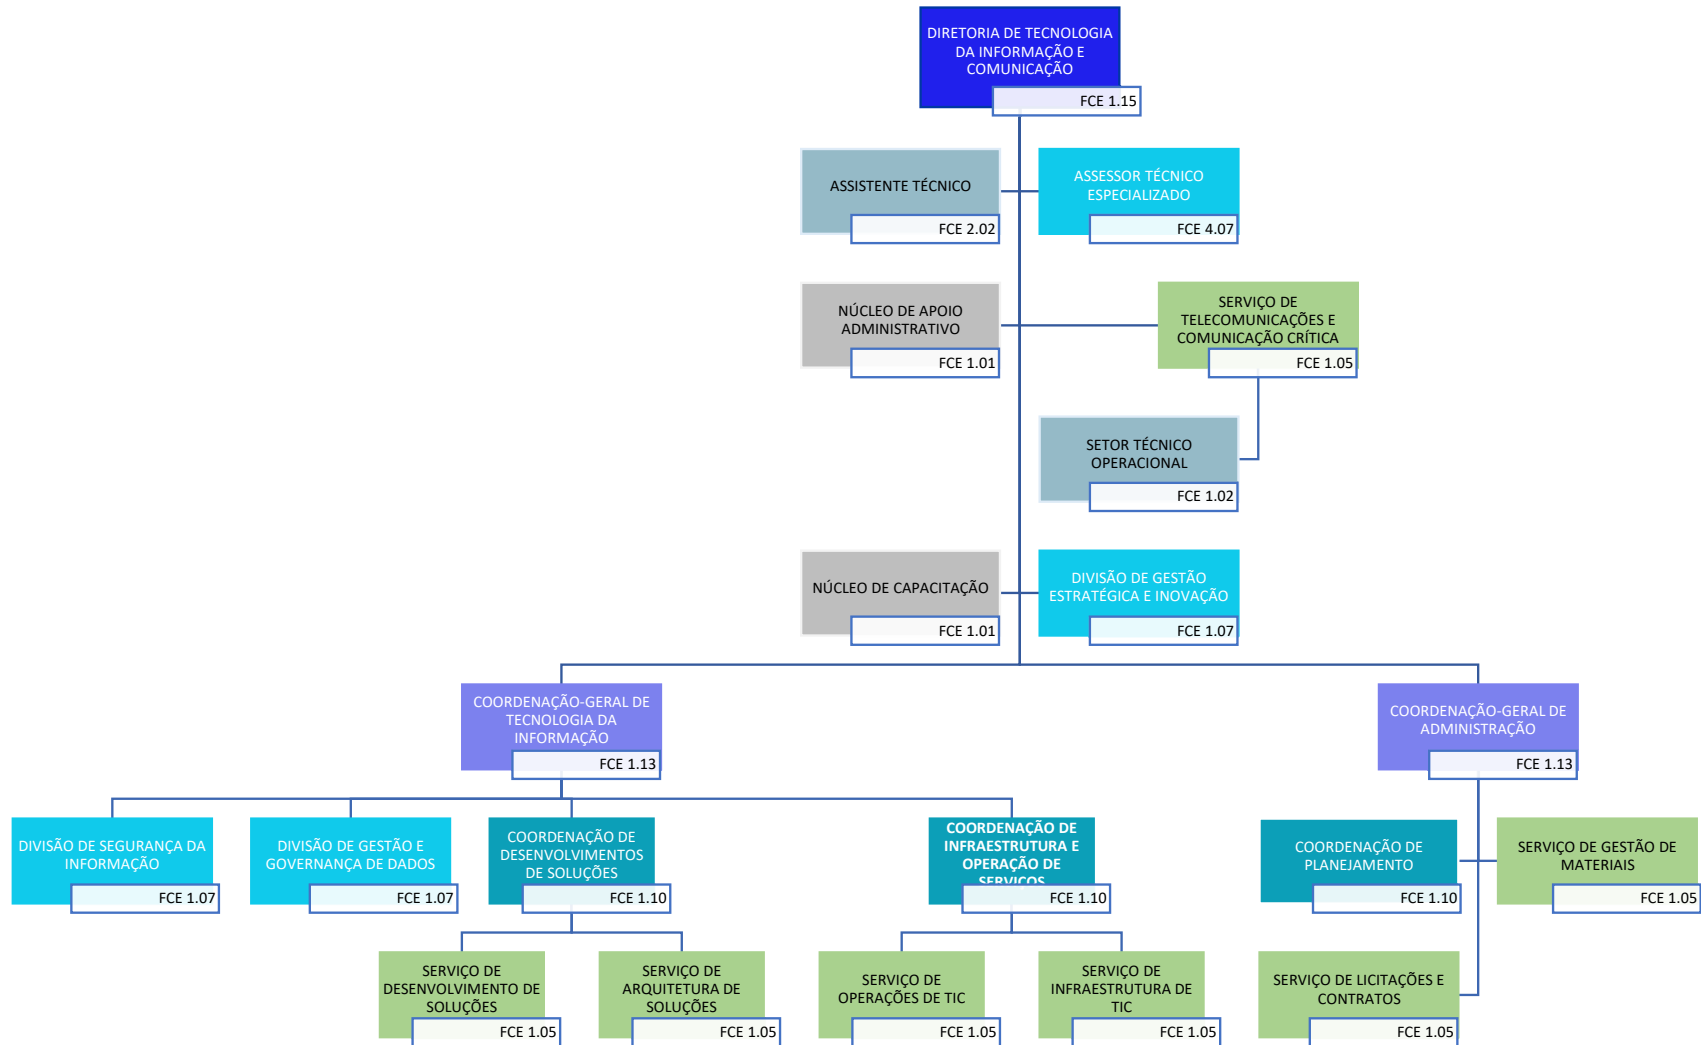 DIRETORIA DE TECNOLOGIA
DA INFORMAÇÃO E
COMUNICAÇÃO
FCE 1.15
ASSISTENTE TÉCNICO
FCE 2.02
ASSESSOR TÉCNICO
ESPECIALIZADO
FCE 4.07
NÚCLEO DE APOIO
ADMINISTRATIVO
FCE 1.01
SERVIÇO DE
TELECOMUNICAÇÕES E
COMUNICAÇÃO CRÍTICA
FCE 1.05
SETOR TÉCNICO
OPERACIONAL
FCE 1.02
NÚCLEO DE CAPACITAÇÃO
FCE 1.01
DIVISÃO DE GESTÃO
ESTRATÉGICA E INOVAÇÃO
FCE 1.07
COORDENAÇÃO-GERAL DE
TECNOLOGIA DA
INFORMAÇÃO
FCE 1.13
COORDENAÇÃO-GERAL DE
ADMINISTRAÇÃO
FCE 1.13
DIVISÃO DE SEGURANÇA DA
INFORMAÇÃO
FCE 1.07
DIVISÃO DE GESTÃO E
GOVERNANÇA DE DADOS
FCE 1.07
COORDENAÇÃO DE
DESENVOLVIMENTOS
DE SOLUÇÕES
FCE 1.10
COORDENAÇÃO DE
INFRAESTRUTURA E
OPERAÇÃO DE
SERVIÇOS
FCE 1.10
COORDENAÇÃO DE
PLANEJAMENTO
FCE 1.10
SERVIÇO DE GESTÃO DE
MATERIAIS
FCE 1.05
SERVIÇO DE
DESENVOLVIMENTO DE
SOLUÇÕES
FCE 1.05
SERVIÇO DE
ARQUITETURA DE
SOLUÇÕES
FCE 1.05
SERVIÇO DE
OPERAÇÕES DE TIC
FCE 1.05
SERVIÇO DE
INFRAESTRUTURA DE
TIC
FCE 1.05
SERVIÇO DE LICITAÇÕES E
CONTRATOS
FCE 1.05